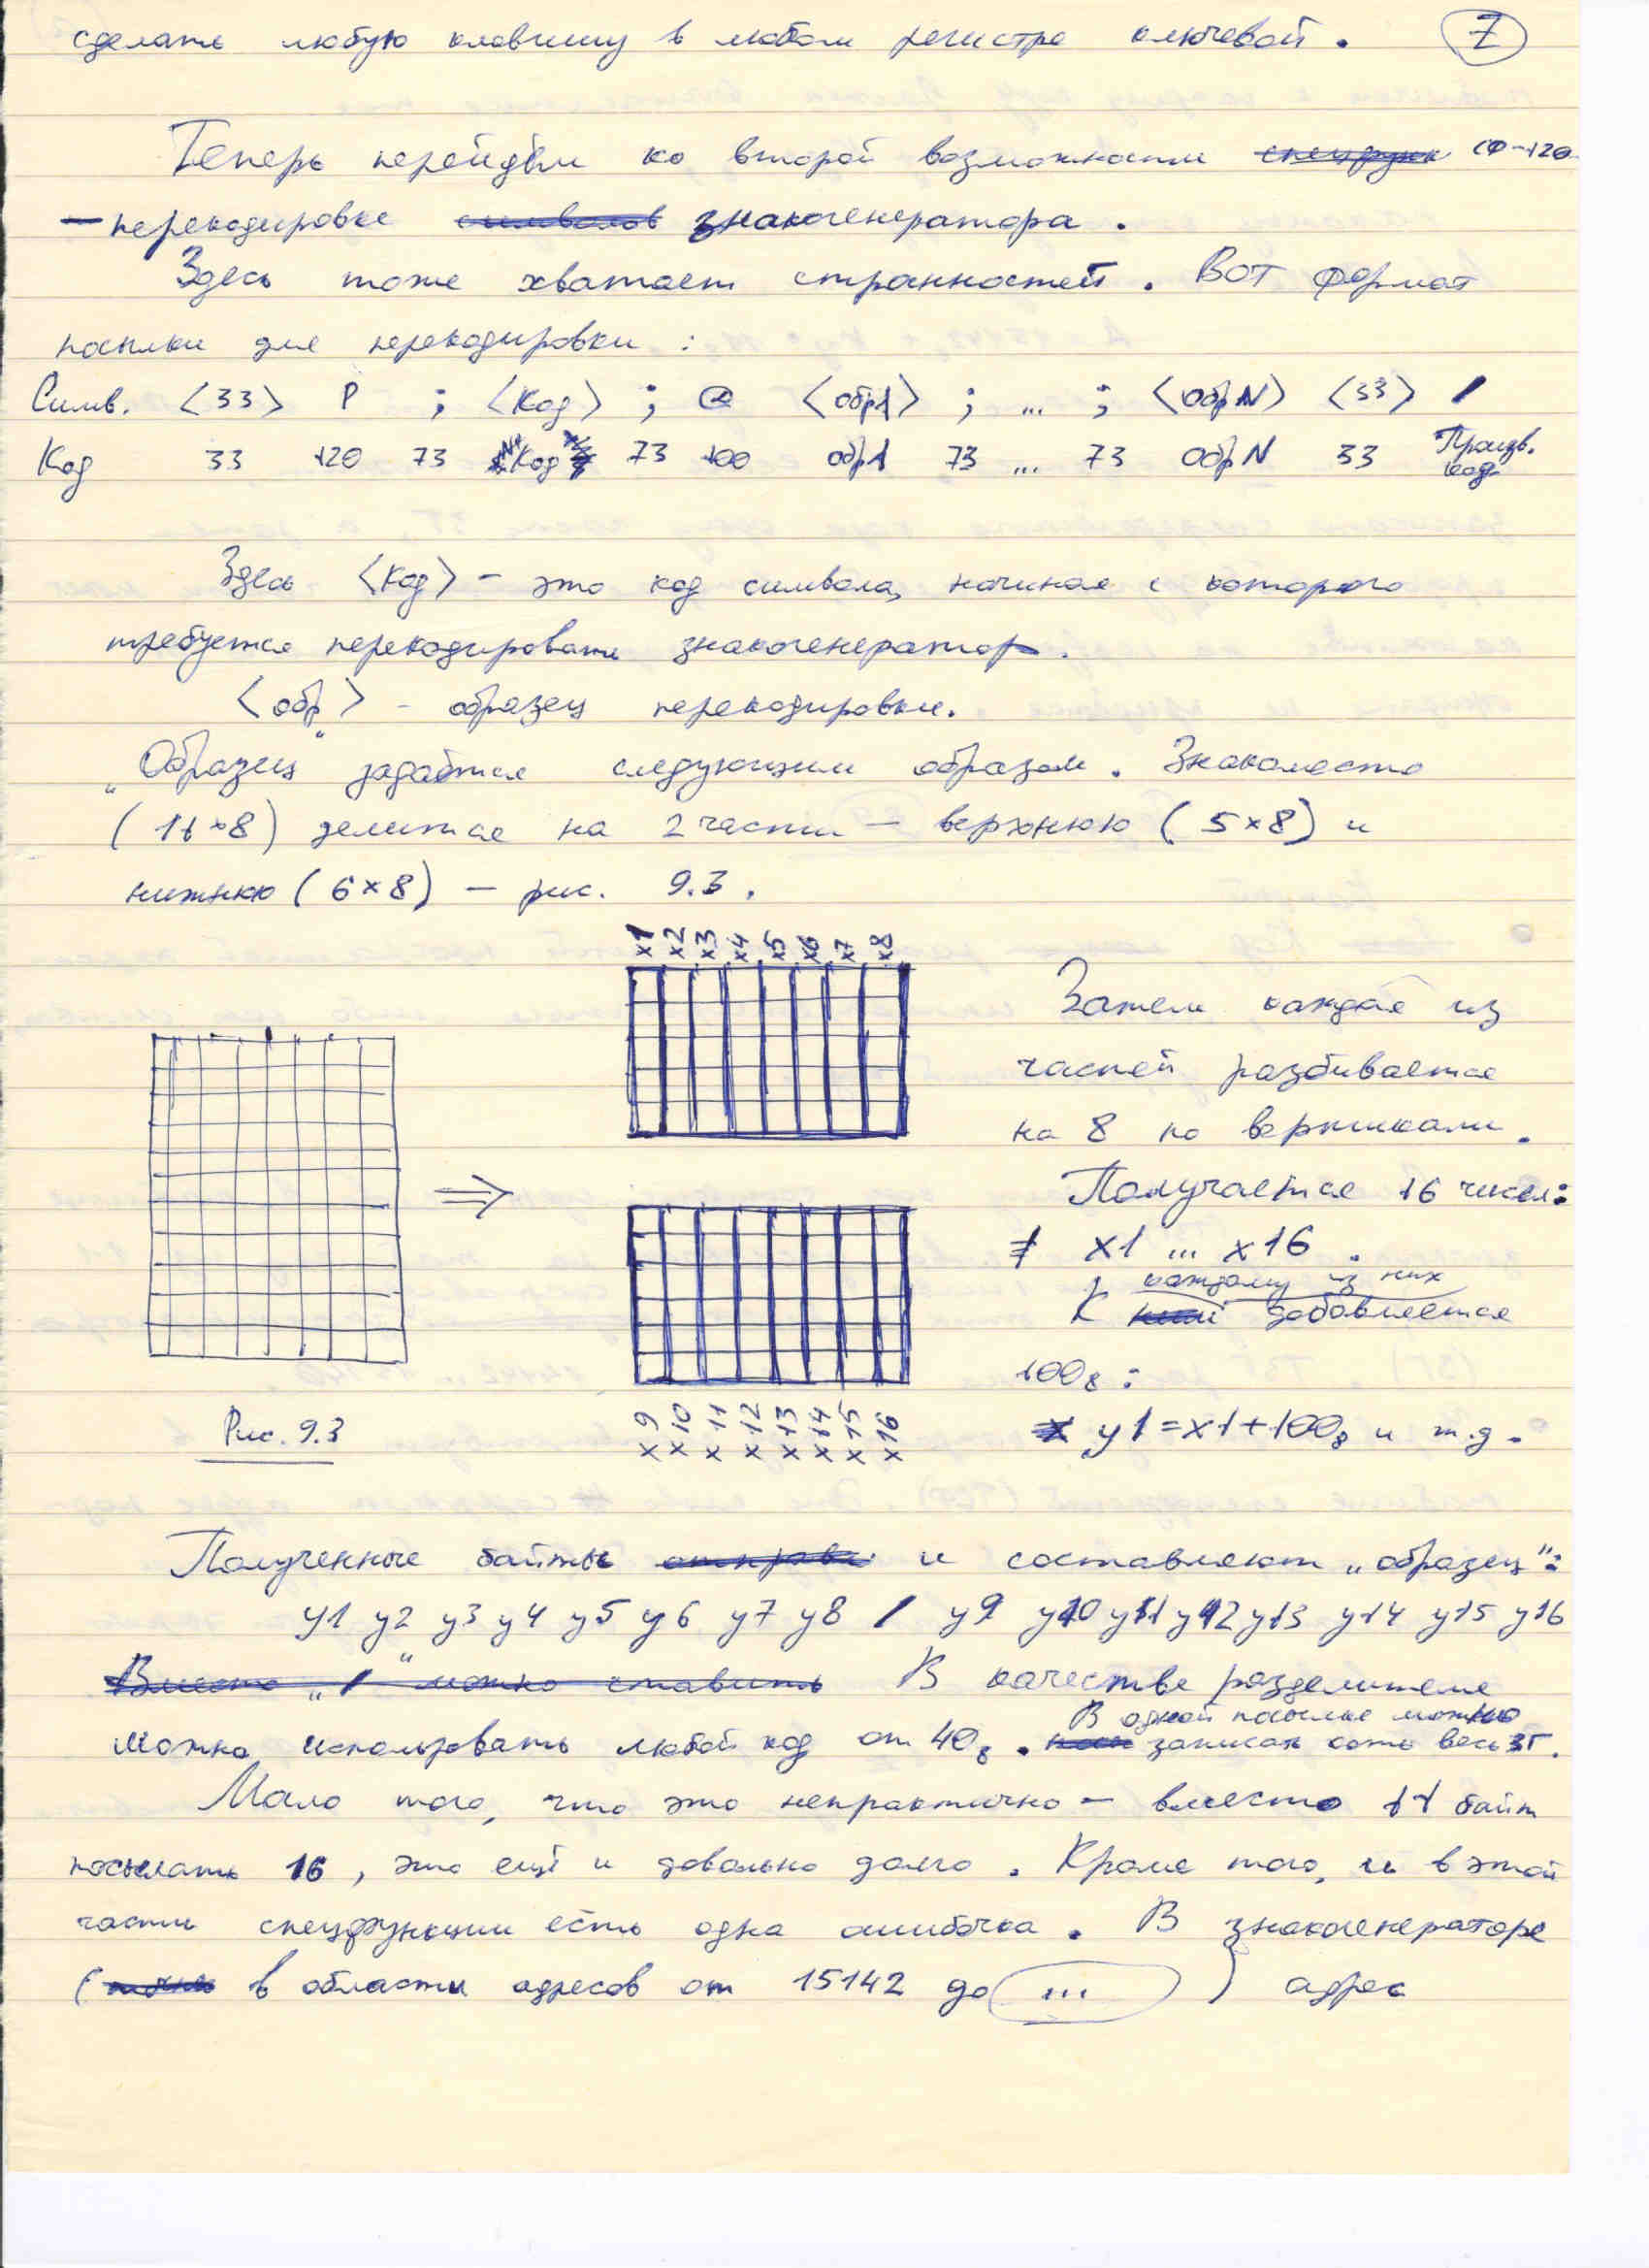 сделать любую клавишу в любом регистре ключевой. 7
Теперь перейдём ко второй возможности СФ-120
- перекодировке знакогенератора.
Здесь тоже хватает странностей. Вот формат
посылки для перекодировки:
Симв. <33> P ; <Код> ; @ <обр1> ; ... ; <обрN> <33> /
Код 33 120 73 Код 73 100 обр1 73 ... 73 обрN 33 Произв. код
Здесь <Код> - это код символа, начиная с которого
требуется перекодировать знакогенератор.
<обр> - образец перекодировки.
„Образец“ задаётся следующим образом. Знакоместо
(11×8) делится на 2 части — верхнюю (5×8) и
нижнюю (6×8) — рис. 9.3.
x1 x2 x3 x4 x5 x6 x7 x8
Затем каждая из
частей разбивается
на 8 по вертикали.
Получается 16 чисел:
x1 ... x16.
К каждому из них добавляется
100₈:
y1=x1+100₈ и т.д.
x9 x10 x11 x12 x13 x14 x15 x16
Рис. 9.3
Полученные байты и составляют „образец“:
y1 y2 y3 y4 y5 y6 y7 y8 / y9 y10 y11 y12 y13 y14 y15 y16
Вместо „/“ можно ставить В качестве разделителя
можно использовать любой код от 40₈. В одной посылке можно записать хоть весь ЗГ.
Мало того, что это непрактично — вместо 11 байт
посылать 16, это ещё и довольно долго. Кроме того, и в этой
части спецфункции есть одна ошибочка. В знакогенераторе
( в области адресов от 15142 до ... ) адрес